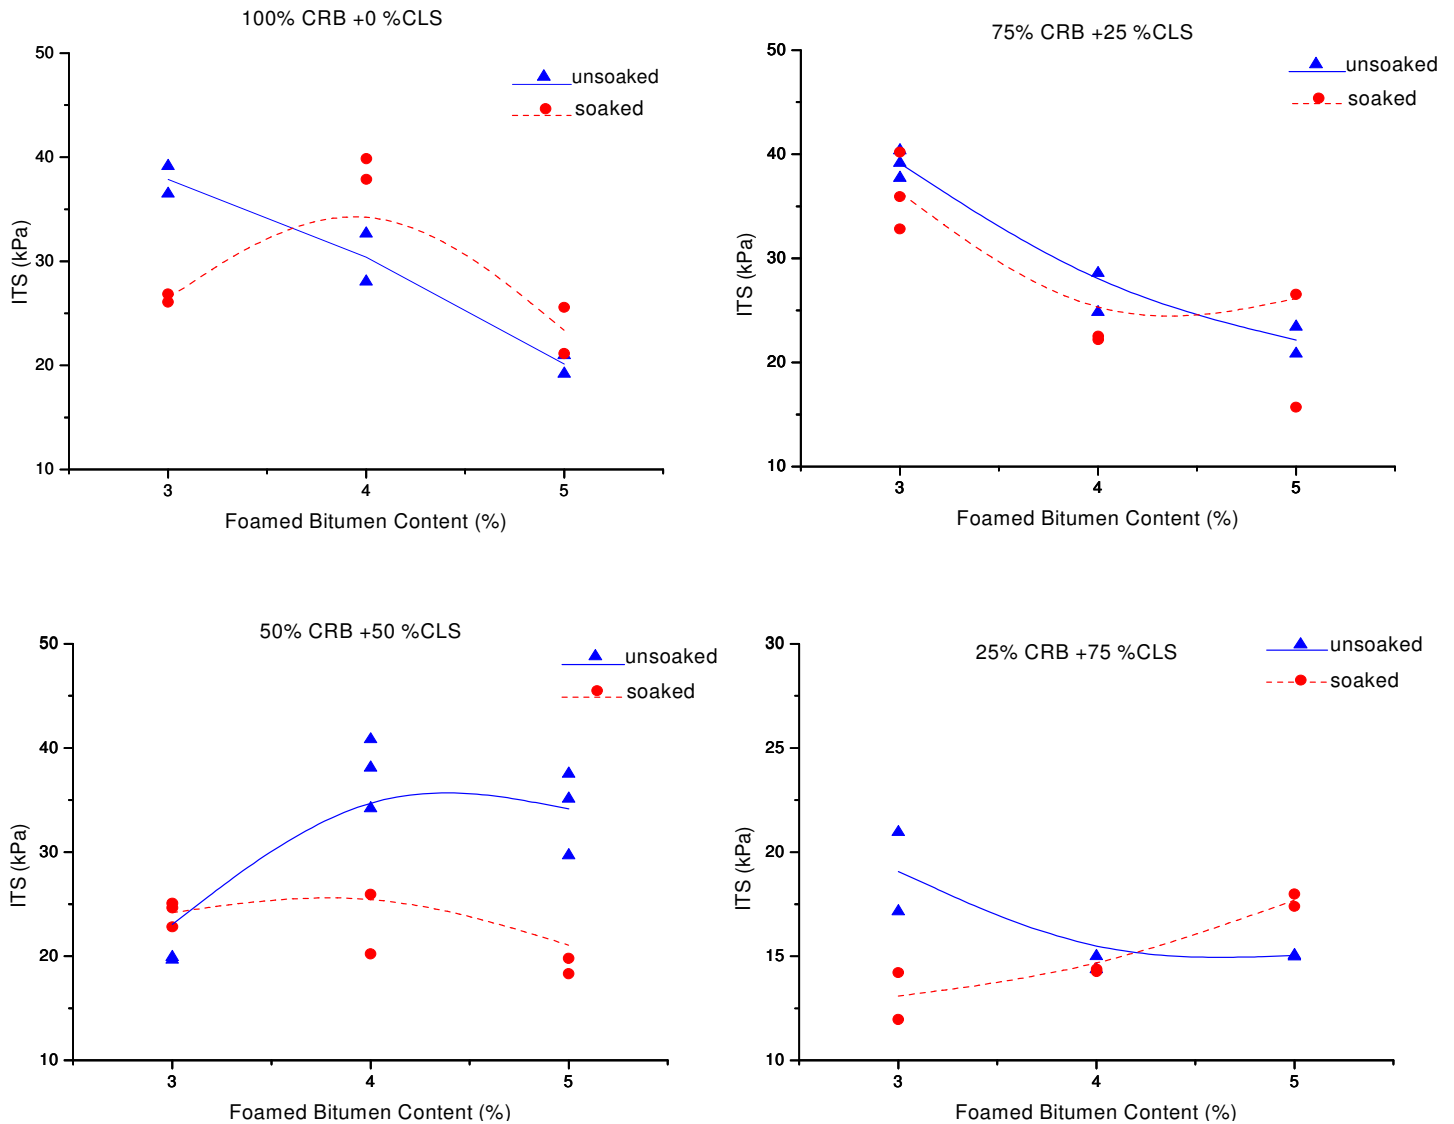 100% CRB +0 %CLS
50
40
30
20
10
ITS (kPa)
unsoaked
soaked
3
4
5
Foamed Bitumen Content (%)
75% CRB +25 %CLS
50
40
30
20
10
ITS (kPa)
unsoaked
soaked
3
4
5
Foamed Bitumen Content (%)
50% CRB +50 %CLS
50
40
30
20
10
ITS (kPa)
unsoaked
soaked
3
4
5
Foamed Bitumen Content (%)
25% CRB +75 %CLS
30
25
20
15
10
ITS (kPa)
unsoaked
soaked
3
4
5
Foamed Bitumen Content (%)